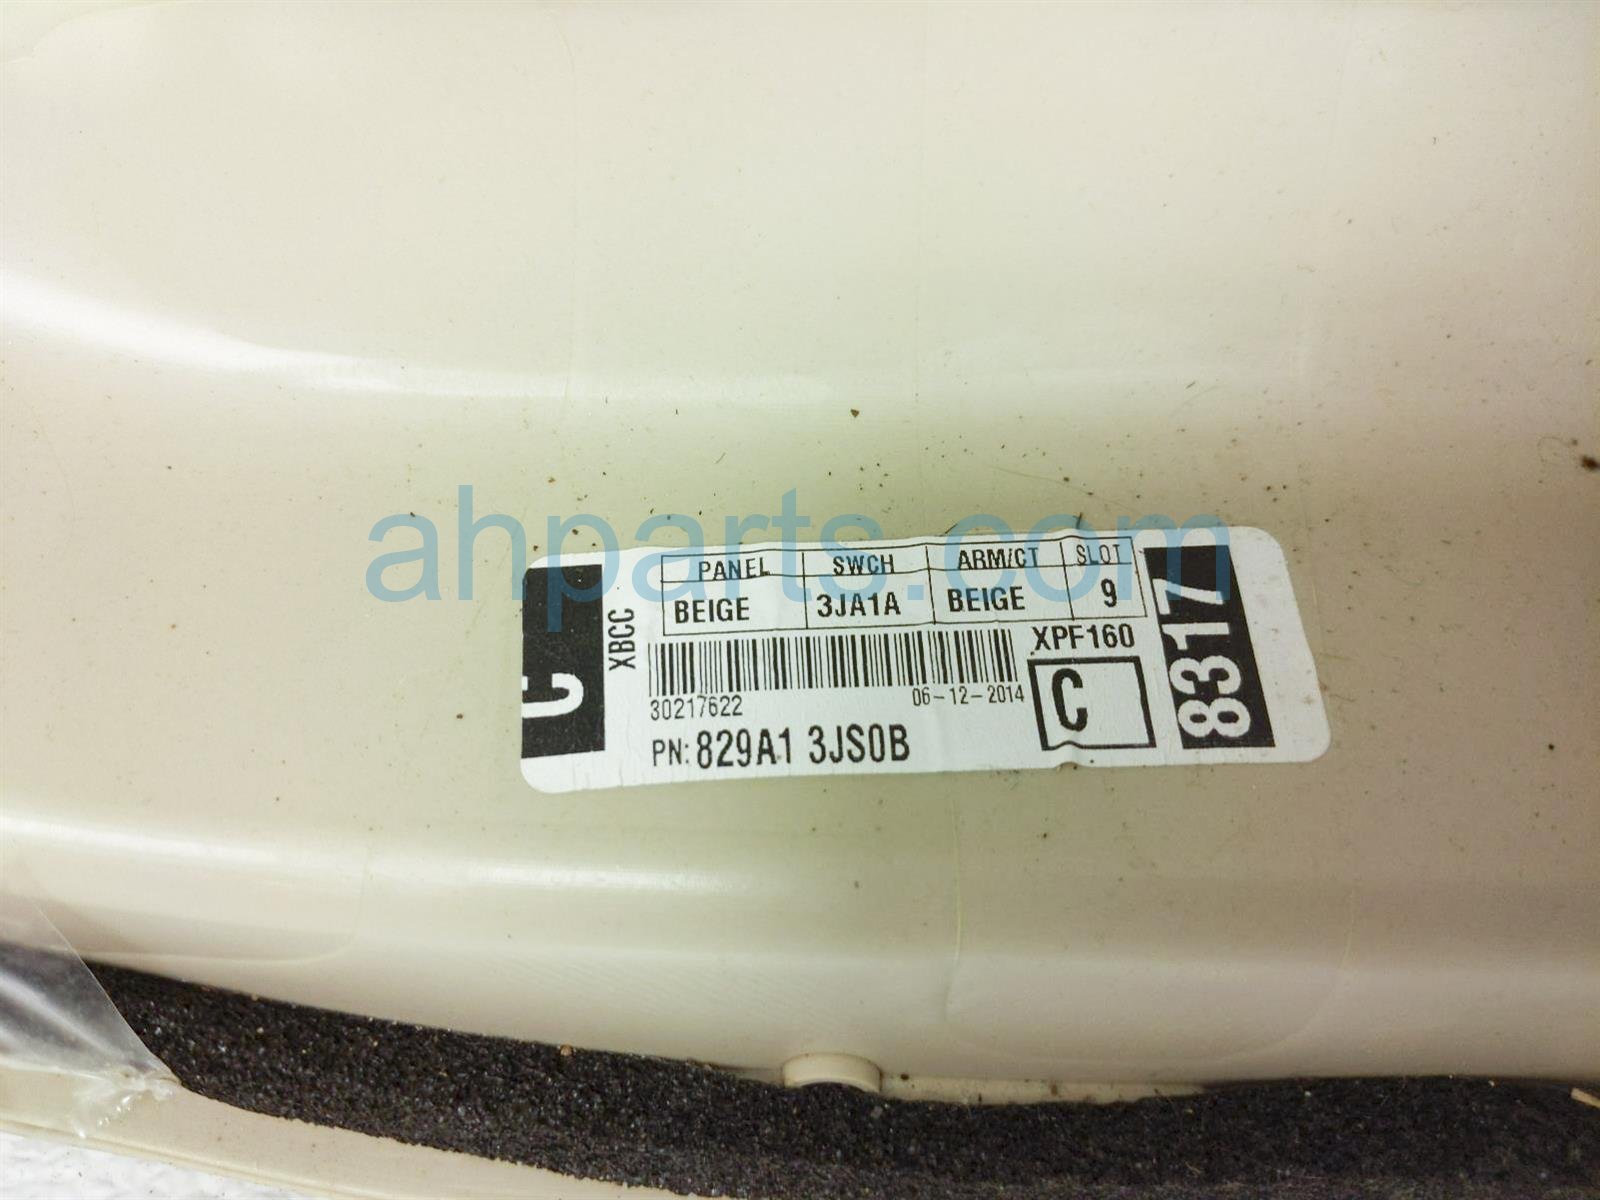 ahparts.com
C
XBCC
PANEL SWCH ARM/CT SLOT
BEIGE 3JA1A BEIGE 9
XPF160
30217622 06-12-2014
C
PN: 829A1 3JS0B
8317